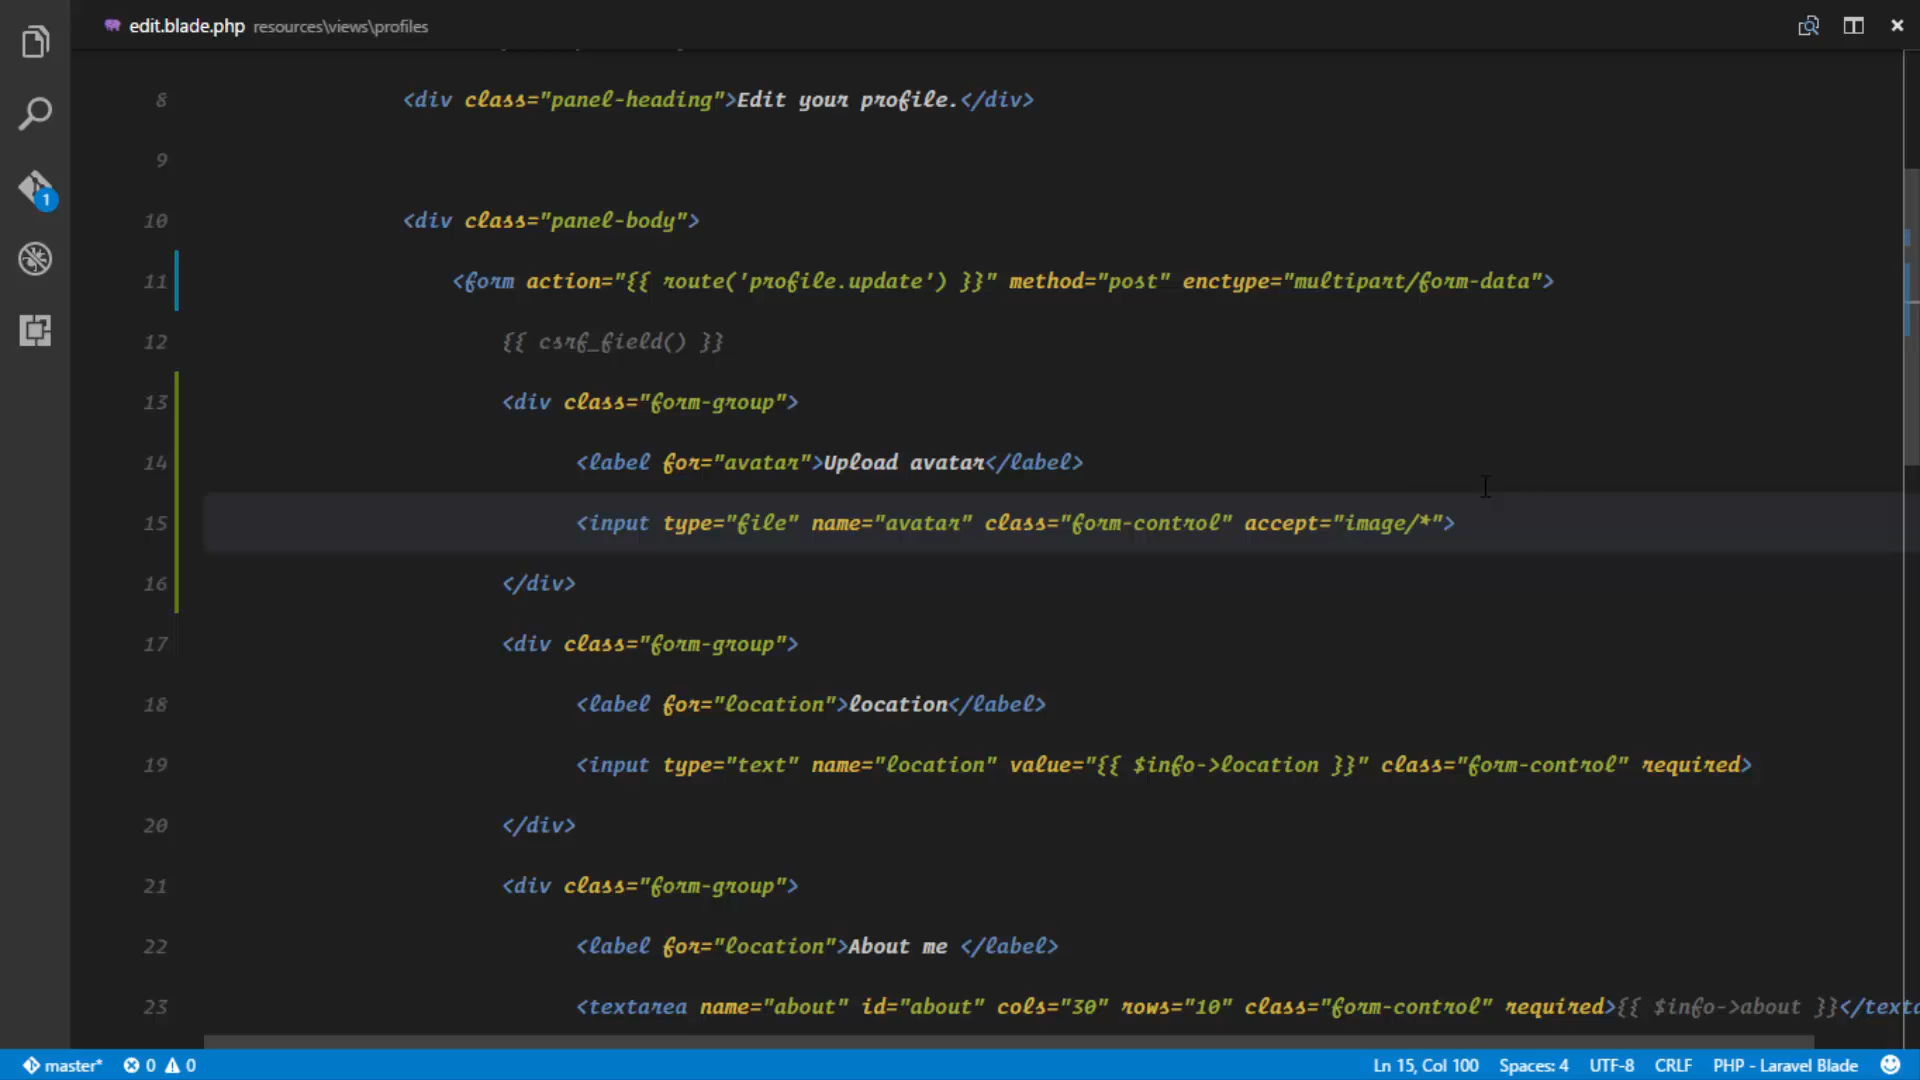 edit.blade.php resources\views\profiles
8 <div class="panel-heading">Edit your profile.</div>
9
10 <div class="panel-body">
11 <form action="{{ route('profile.update') }}" method="post" enctype="multipart/form-data">
12 {{ csrf_field() }}
13 <div class="form-group">
14 <label for="avatar">Upload avatar</label>
15 <input type="file" name="avatar" class="form-control" accept="image/*">
16 </div>
17 <div class="form-group">
18 <label for="location">location</label>
19 <input type="text" name="location" value="{{ $info->location }}" class="form-control" required>
20 </div>
21 <div class="form-group">
1
22 <label for="location">About me </label>
23 <textarea name="about" id="about" cols="30" rows="10" class="form-control" required>{{ $info->about }}</texta
master* 0 0 Ln 15, Col 100 Spaces: 4 UTF-8 CRLF PHP - Laravel Blade